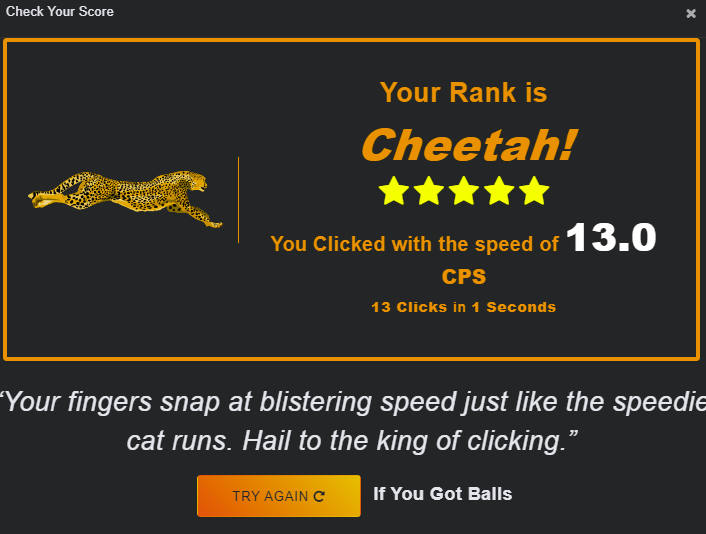 Check Your Score
Your Rank is
Cheetah!
You Clicked with the speed of 13.0
CPS
13 Clicks in 1 Seconds
“Your fingers snap at blistering speed just like the speedie
cat runs. Hail to the king of clicking.”
TRY AGAIN If You Got Balls